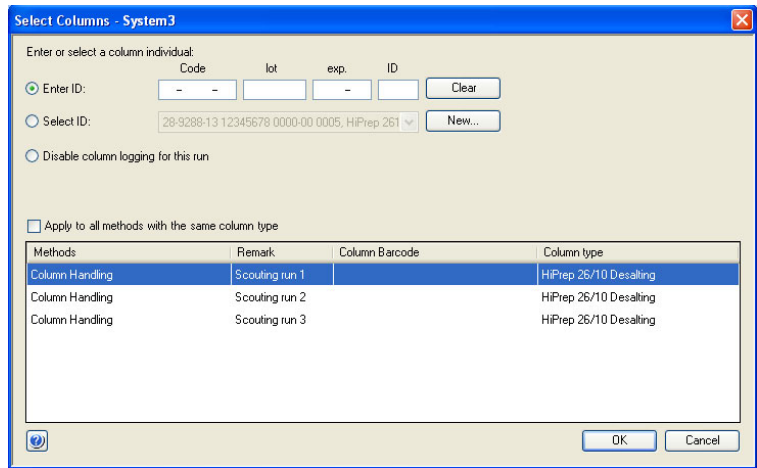 Select Columns - System3
Enter or select a column individual:
Code lot exp. ID
Enter ID: - - - Clear
Select ID: 28-9288-13 12345678 0000-00 0005, HiPrep 261 New...
Disable column logging for this run
Apply to all methods with the same column type
Methods Remark Column Barcode Column type
Column Handling Scouting run 1 HiPrep 26/10 Desalting
Column Handling Scouting run 2 HiPrep 26/10 Desalting
Column Handling Scouting run 3 HiPrep 26/10 Desalting
? OK Cancel